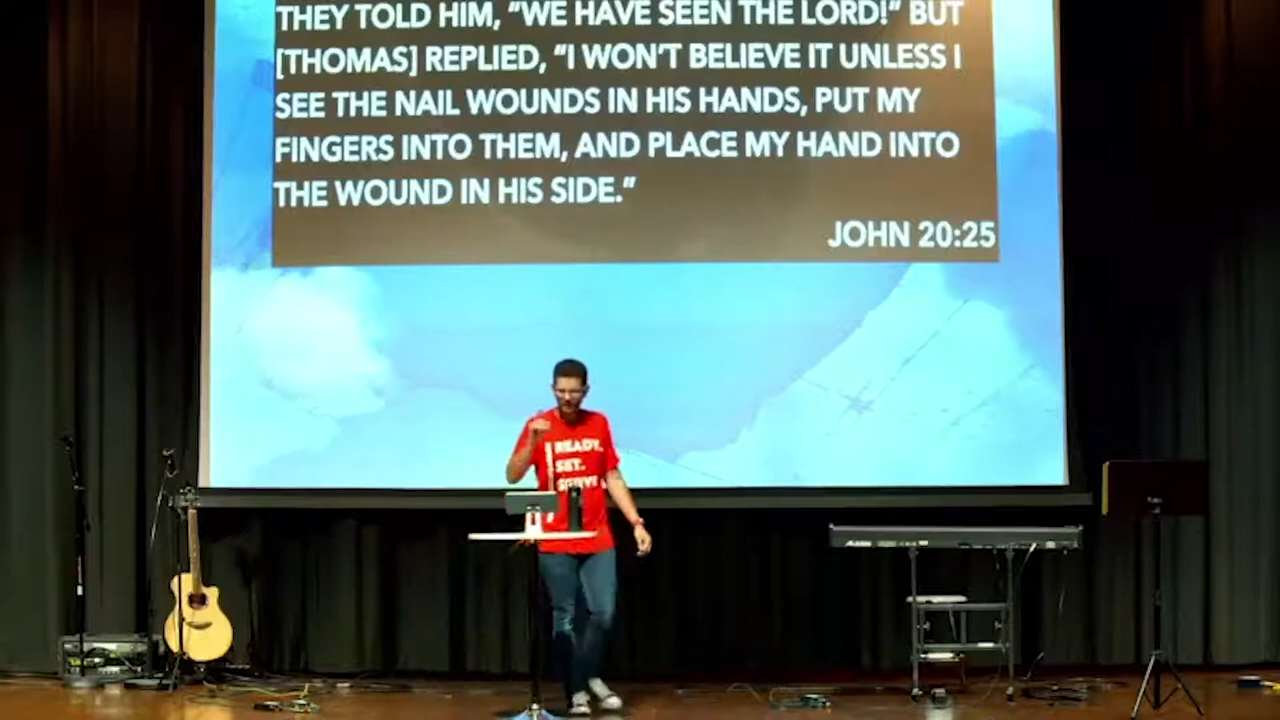 THEY TOLD HIM, “WE HAVE SEEN THE LORD!” BUT
[THOMAS] REPLIED, “I WON’T BELIEVE IT UNLESS I
SEE THE NAIL WOUNDS IN HIS HANDS, PUT MY
FINGERS INTO THEM, AND PLACE MY HAND INTO
THE WOUND IN HIS SIDE.”
JOHN 20:25
READY.
SET.